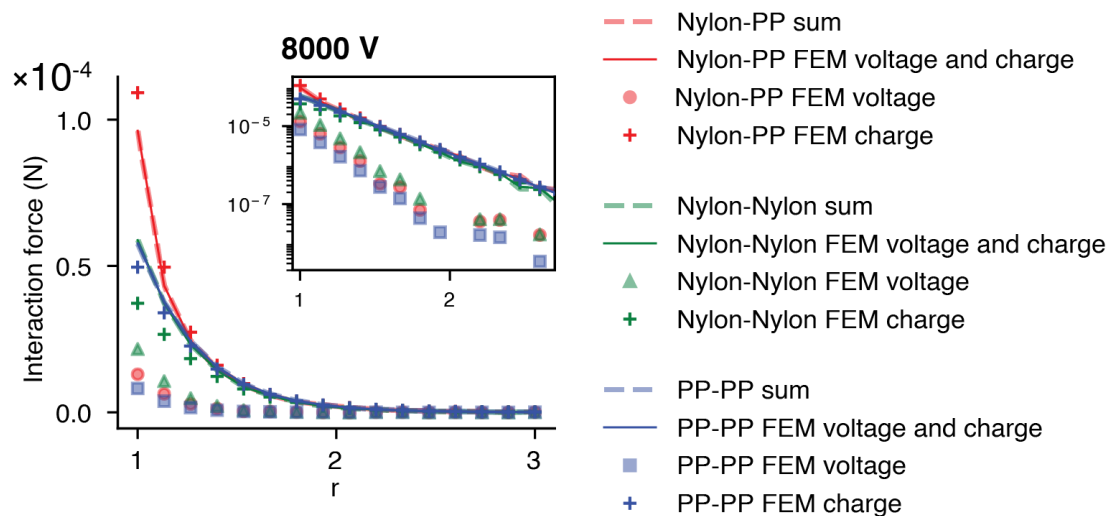 8000 V
×10⁻⁴
1.0
0.5
0.0
Interaction force (N)
1
2
3
r
10⁻⁵
10⁻⁷
1
2
Nylon-PP sum
Nylon-PP FEM voltage and charge
Nylon-PP FEM voltage
Nylon-PP FEM charge
Nylon-Nylon sum
Nylon-Nylon FEM voltage and charge
Nylon-Nylon FEM voltage
Nylon-Nylon FEM charge
PP-PP sum
PP-PP FEM voltage and charge
PP-PP FEM voltage
PP-PP FEM charge